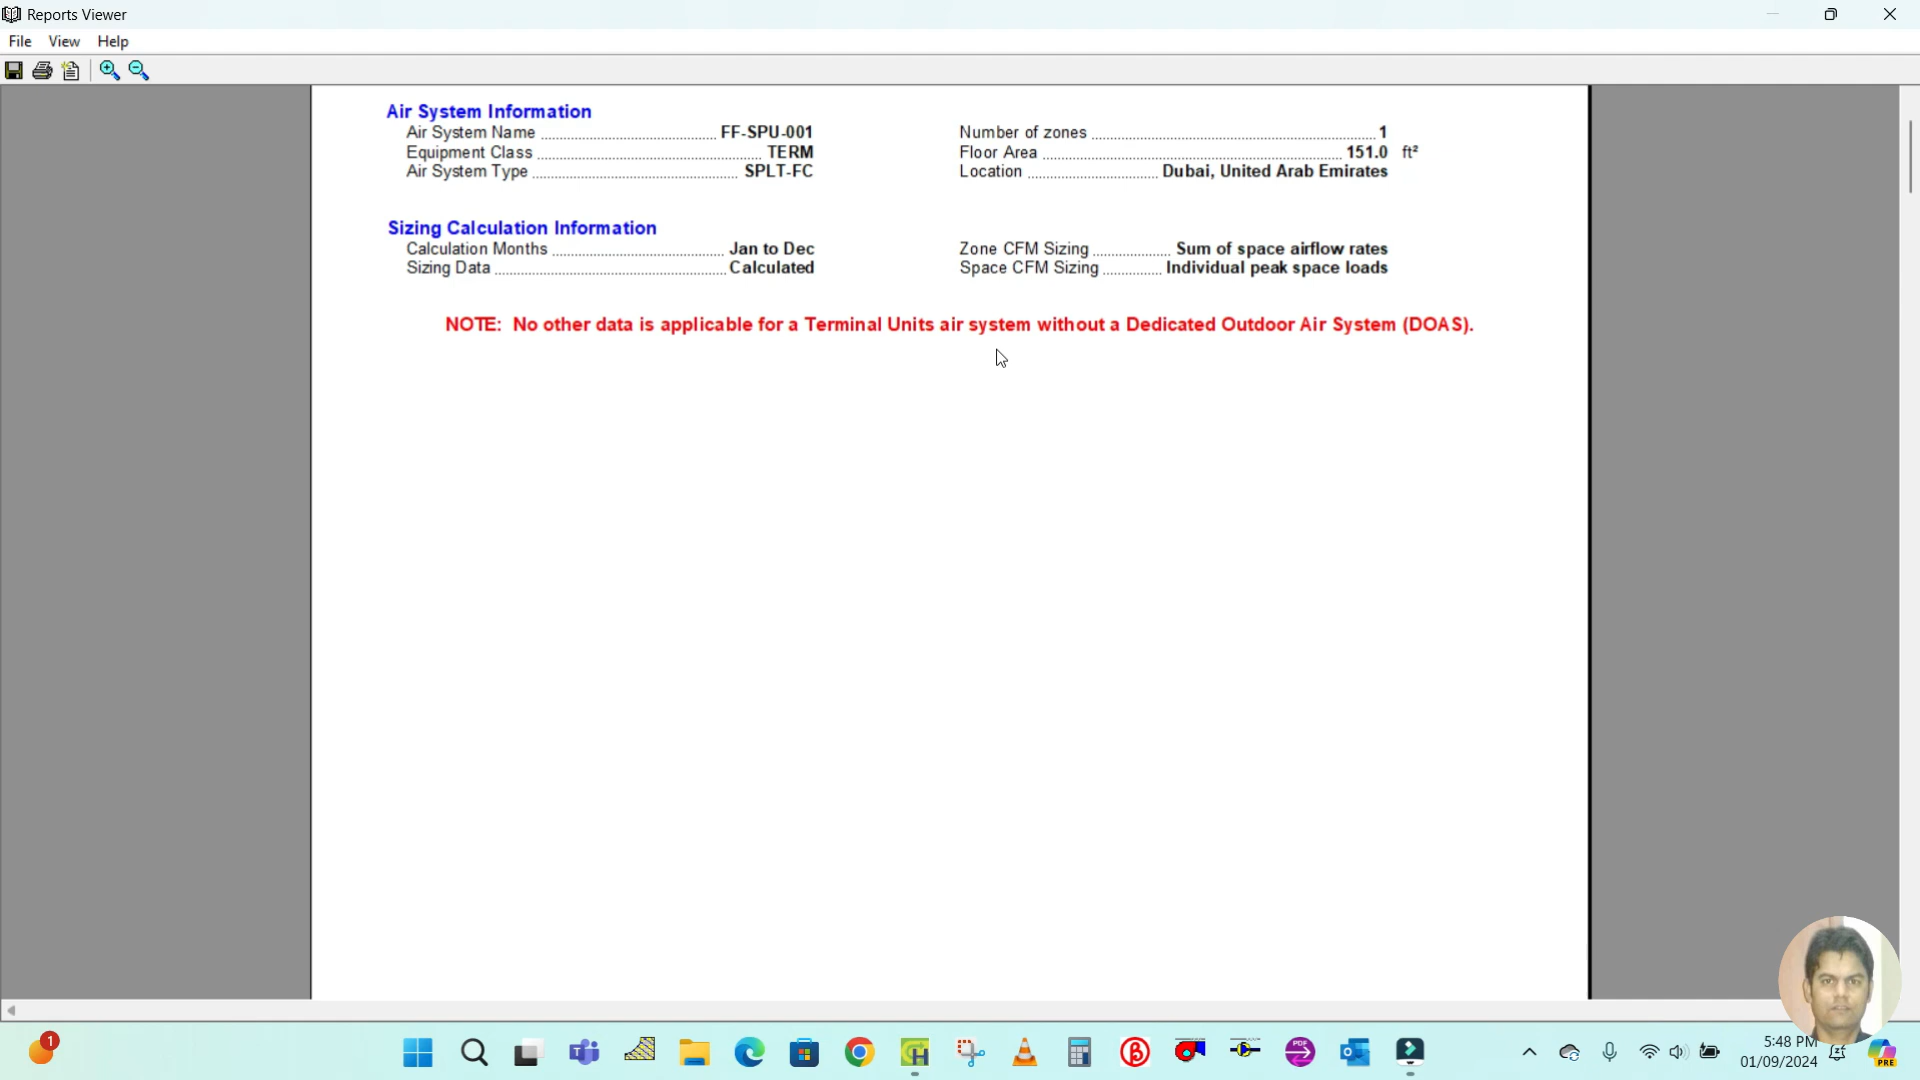 Reports Viewer
File View Help
Air System Information
Air System Name FF-SPU-001
Equipment Class TERM
Air System Type SPLT-FC
Number of zones 1
Floor Area 151.0 ft²
Location Dubai, United Arab Emirates
Sizing Calculation Information
Calculation Months Jan to Dec
Sizing Data Calculated
Zone CFM Sizing Sum of space airflow rates
Space CFM Sizing Individual peak space loads
NOTE: No other data is applicable for a Terminal Units air system without a Dedicated Outdoor Air System (DOAS).
1
PDF
5:48 PM
01/09/2024
PRE